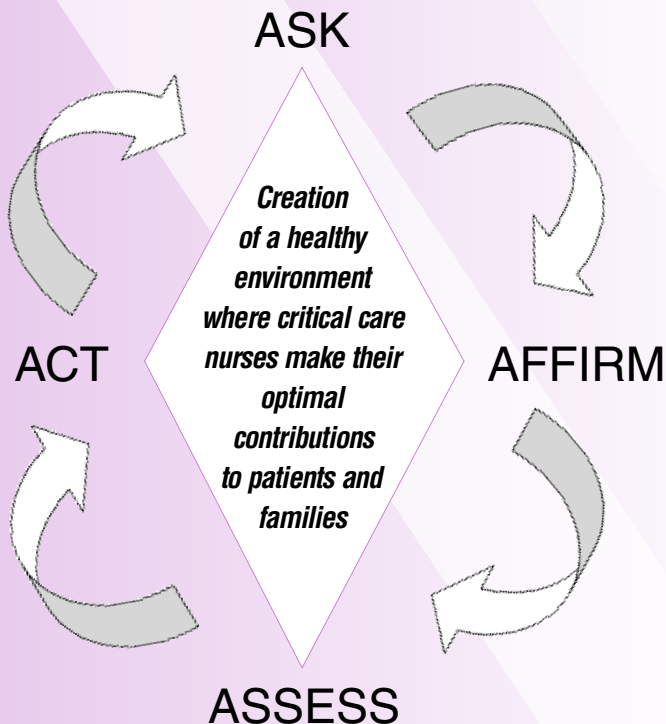 ASK
Creation
of a healthy
environment
where critical care
nurses make their
optimal
contributions
to patients and
families
ACT
AFFIRM
ASSESS